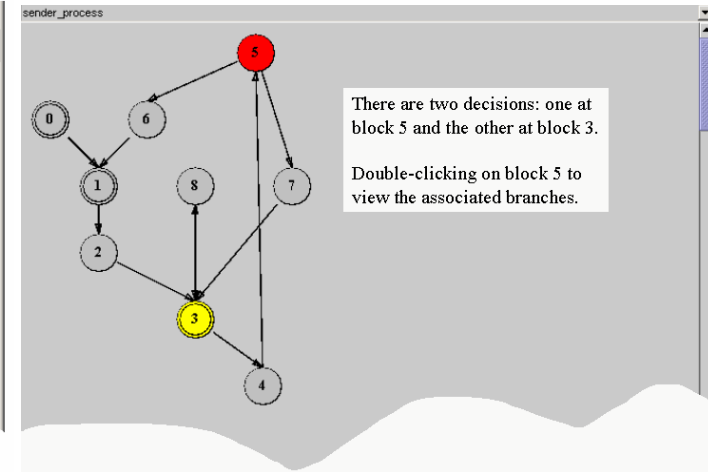 sender_process
5
0
6
There are two decisions: one at
block 5 and the other at block 3.
1
8
7
Double-clicking on block 5 to
view the associated branches.
2
3
4